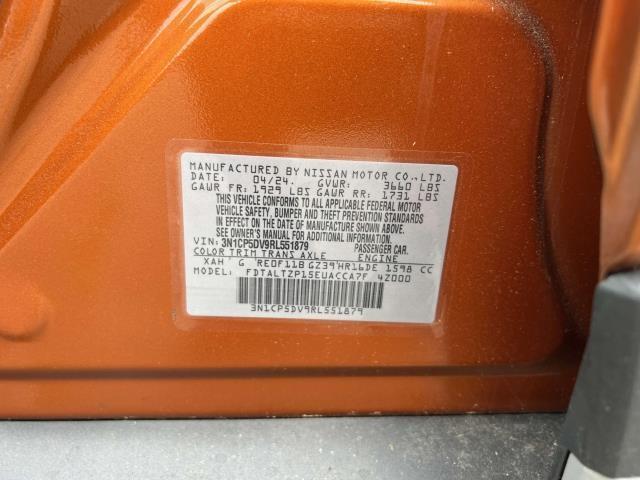 MANUFACTURED BY NISSAN MOTOR CO.,LTD.
DATE: 04/24. GVWR: 3660 LBS
GAWR FR: 1929 LBS GAWR RR: 1731 LBS
THIS VEHICLE CONFORMS TO ALL APPLICABLE FEDERAL MOTOR
VEHICLE SAFETY, BUMPER AND THEFT PREVENTION STANDARDS
IN EFFECT ON THE DATE OF MANUFACTURE SHOWN ABOVE.
SEE OWNER'S MANUAL FOR ADDITIONAL INFORMATION.
VIN: 3N1CP5DV9RL551879 PASSENGER CAR.
COLOR TRIM TRANS AXLE ENGINE
XAH G RE0F11B GZ39 HR16DE 1598 CC
MODEL: FDTALTZP15EUACCA7F 4Z000
3N1CP5DV9RL551879